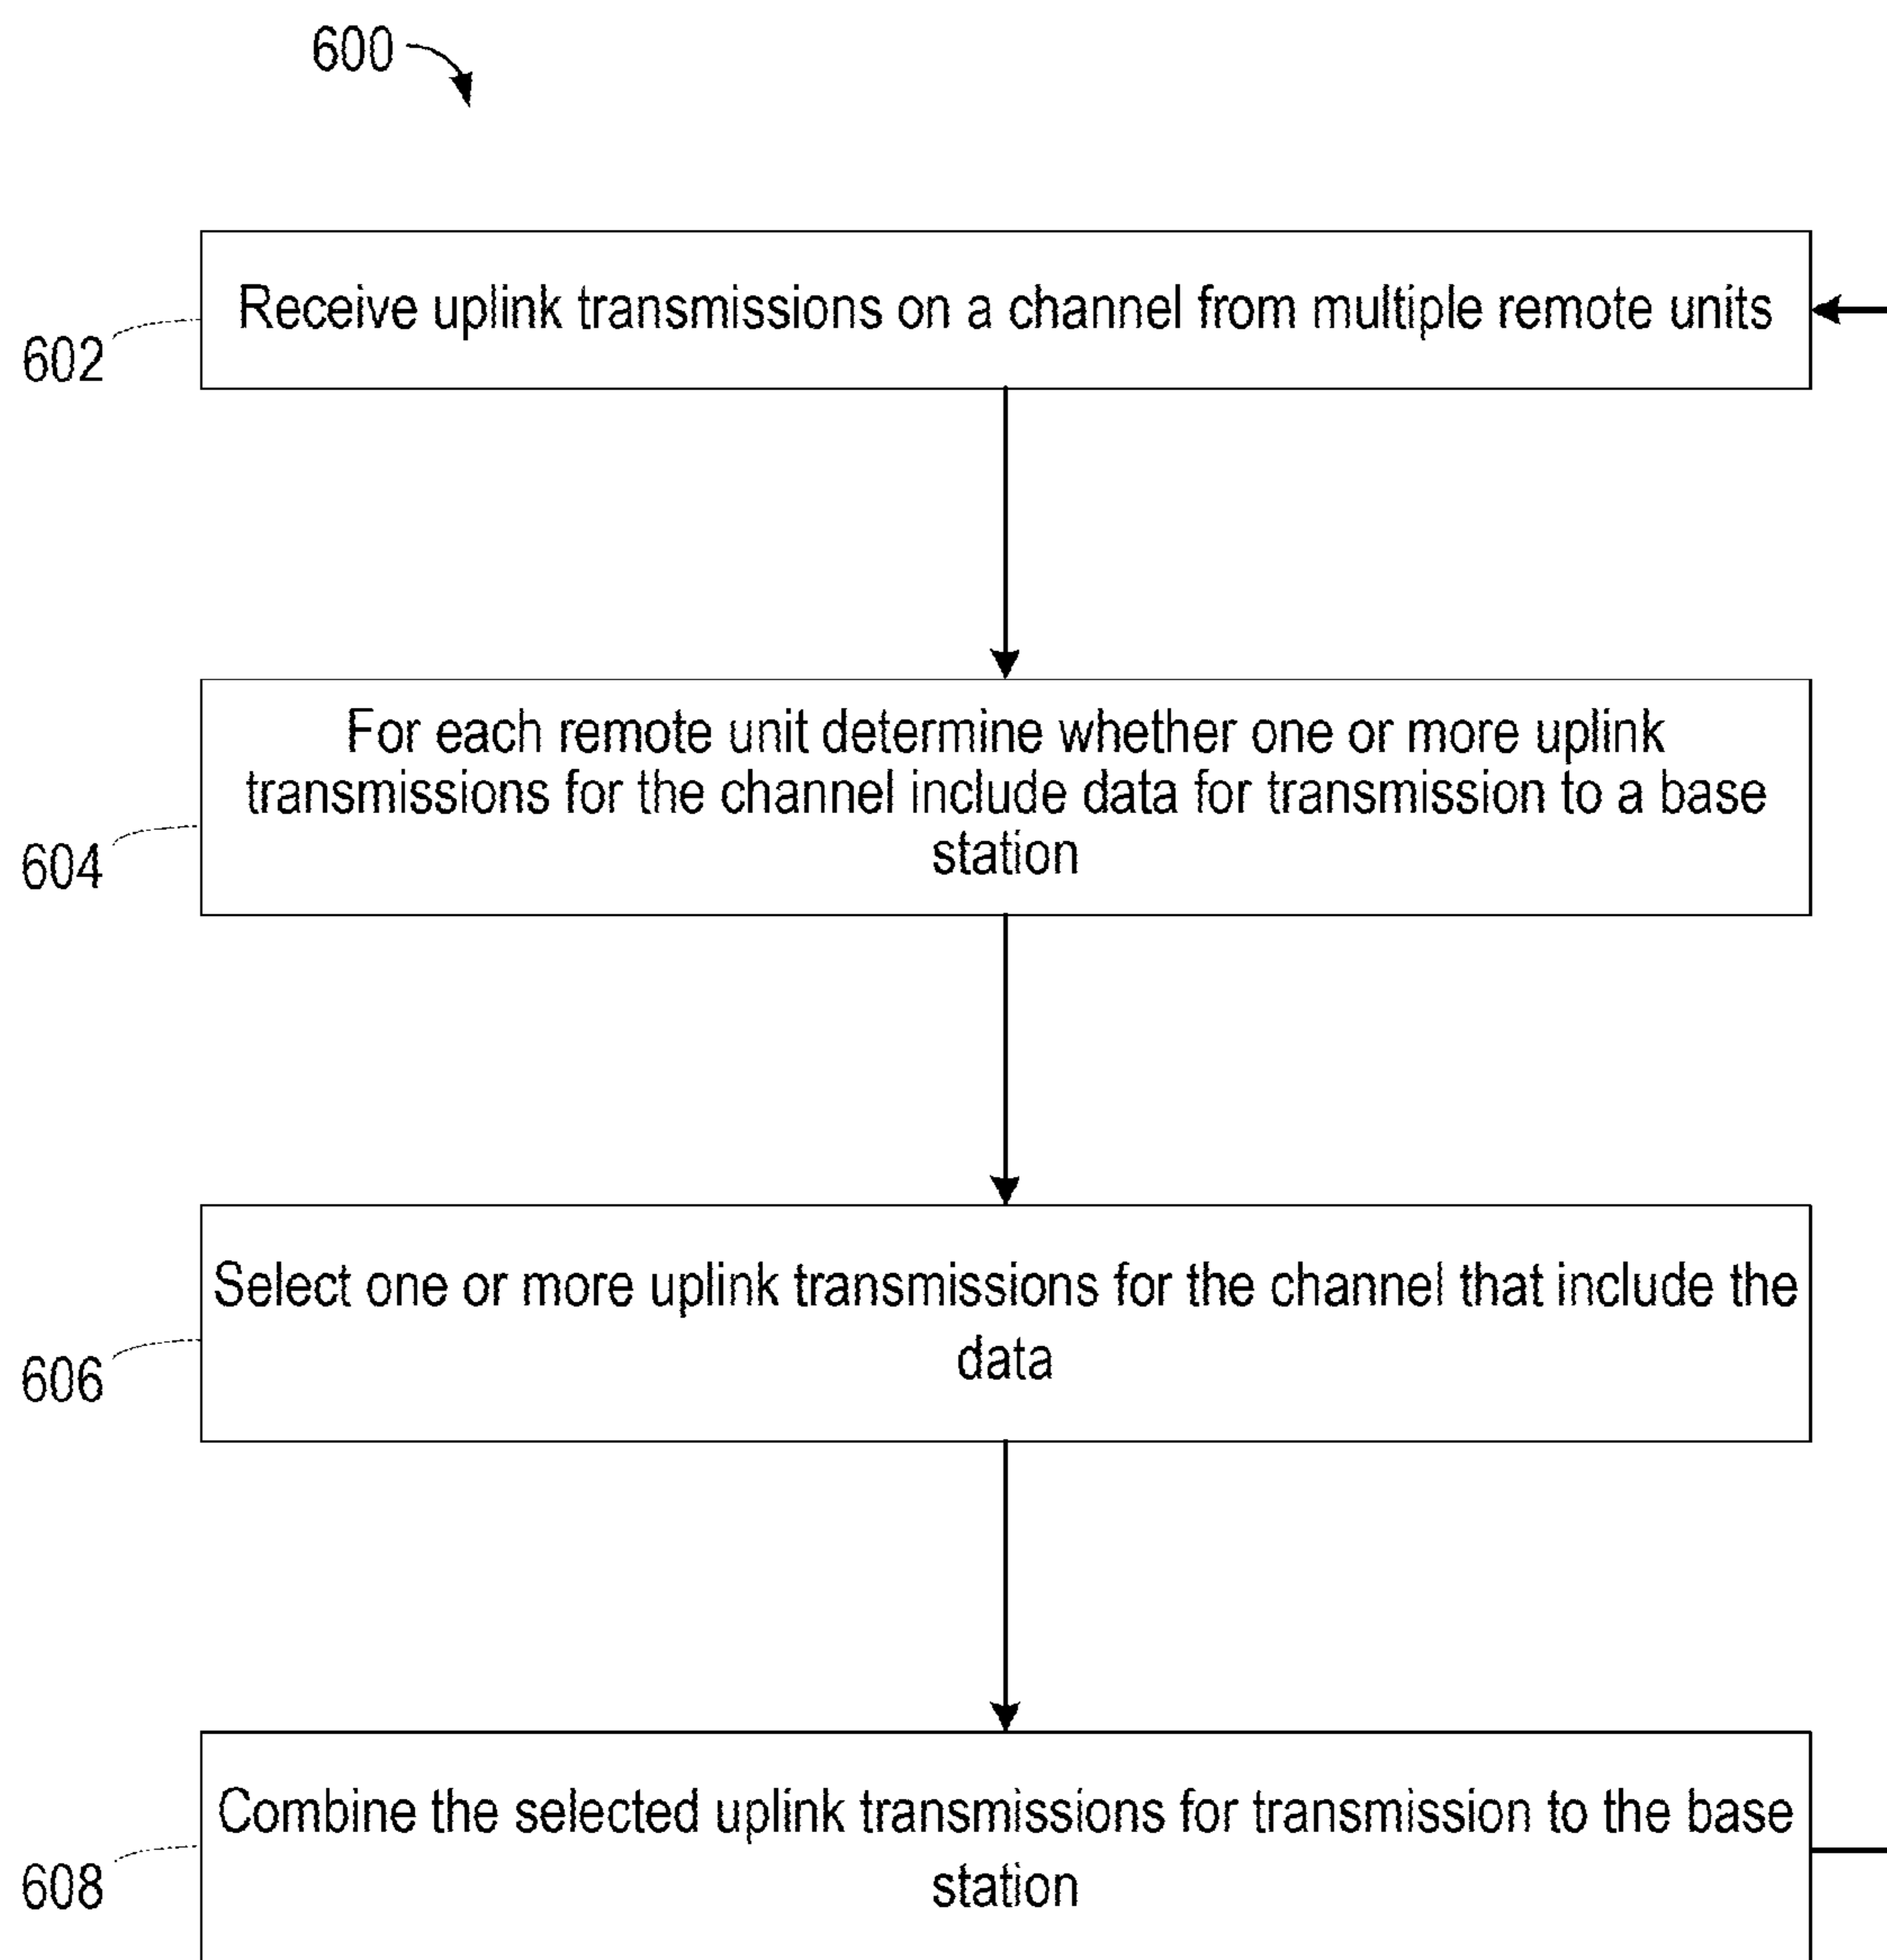 600
Receive uplink transmissions on a channel from multiple remote units
602
For each remote unit determine whether one or more uplink
transmissions for the channel include data for transmission to a base
station
604
Select one or more uplink transmissions for the channel that include the
data
606
Combine the selected uplink transmissions for transmission to the base
station
608